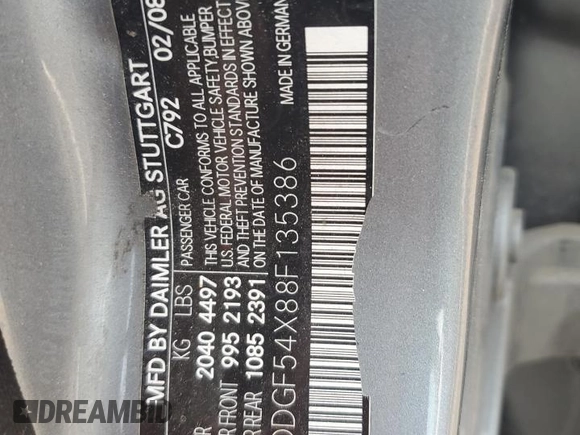 MFD BY DAIMLER AG STUTTGART
C792 02/08
KG LBS
2040 4497
FRONT 995 2193
REAR 1085 2391
PASSENGER CAR
THIS VEHICLE CONFORMS TO ALL APPLICABLE
U.S. FEDERAL MOTOR VEHICLE SAFETY, BUMPER
AND THEFT PREVENTION STANDARDS IN EFFECT
ON THE DATE OF MANUFACTURE SHOWN ABOVE
DDGF54X88F135386
MADE IN GERMAN
DREAMBID